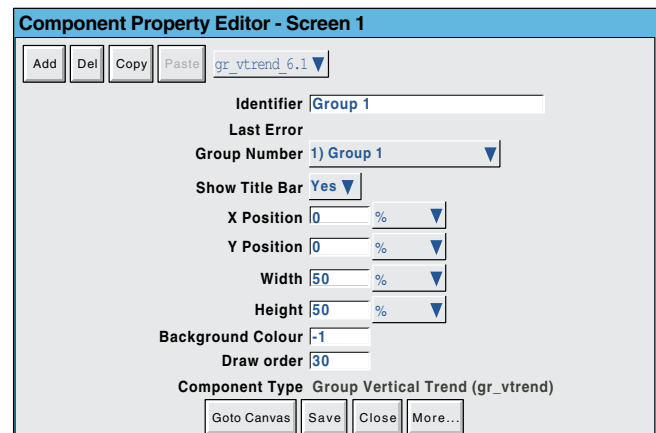 Component Property Editor - Screen 1
Add Del Copy Paste gr_vtrend_6.1
Identifier Group 1
Last Error
Group Number 1) Group 1
Show Title Bar Yes
X Position 0 %
Y Position 0 %
Width 50 %
Height 50 %
Background Colour -1
Draw order 30
Component Type Group Vertical Trend (gr_vtrend)
Goto Canvas Save Close More...